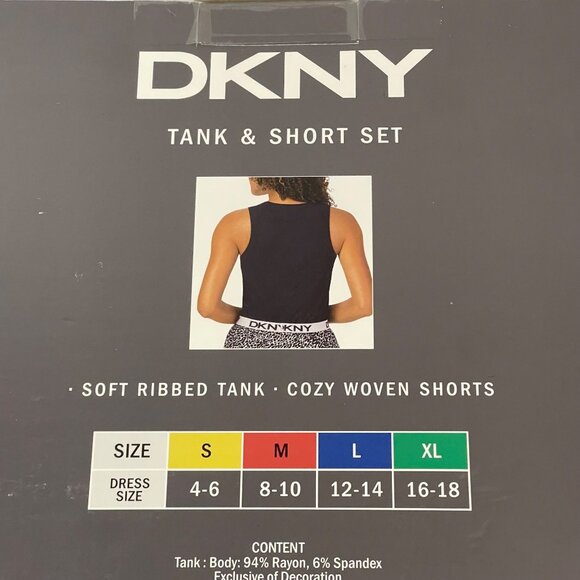 DKNY
TANK & SHORT SET
DKNY KNY
· SOFT RIBBED TANK · COZY WOVEN SHORTS
SIZE S M L XL
DRESS SIZE 4-6 8-10 12-14 16-18
CONTENT
Tank : Body: 94% Rayon, 6% Spandex
Exclusive of Decoration